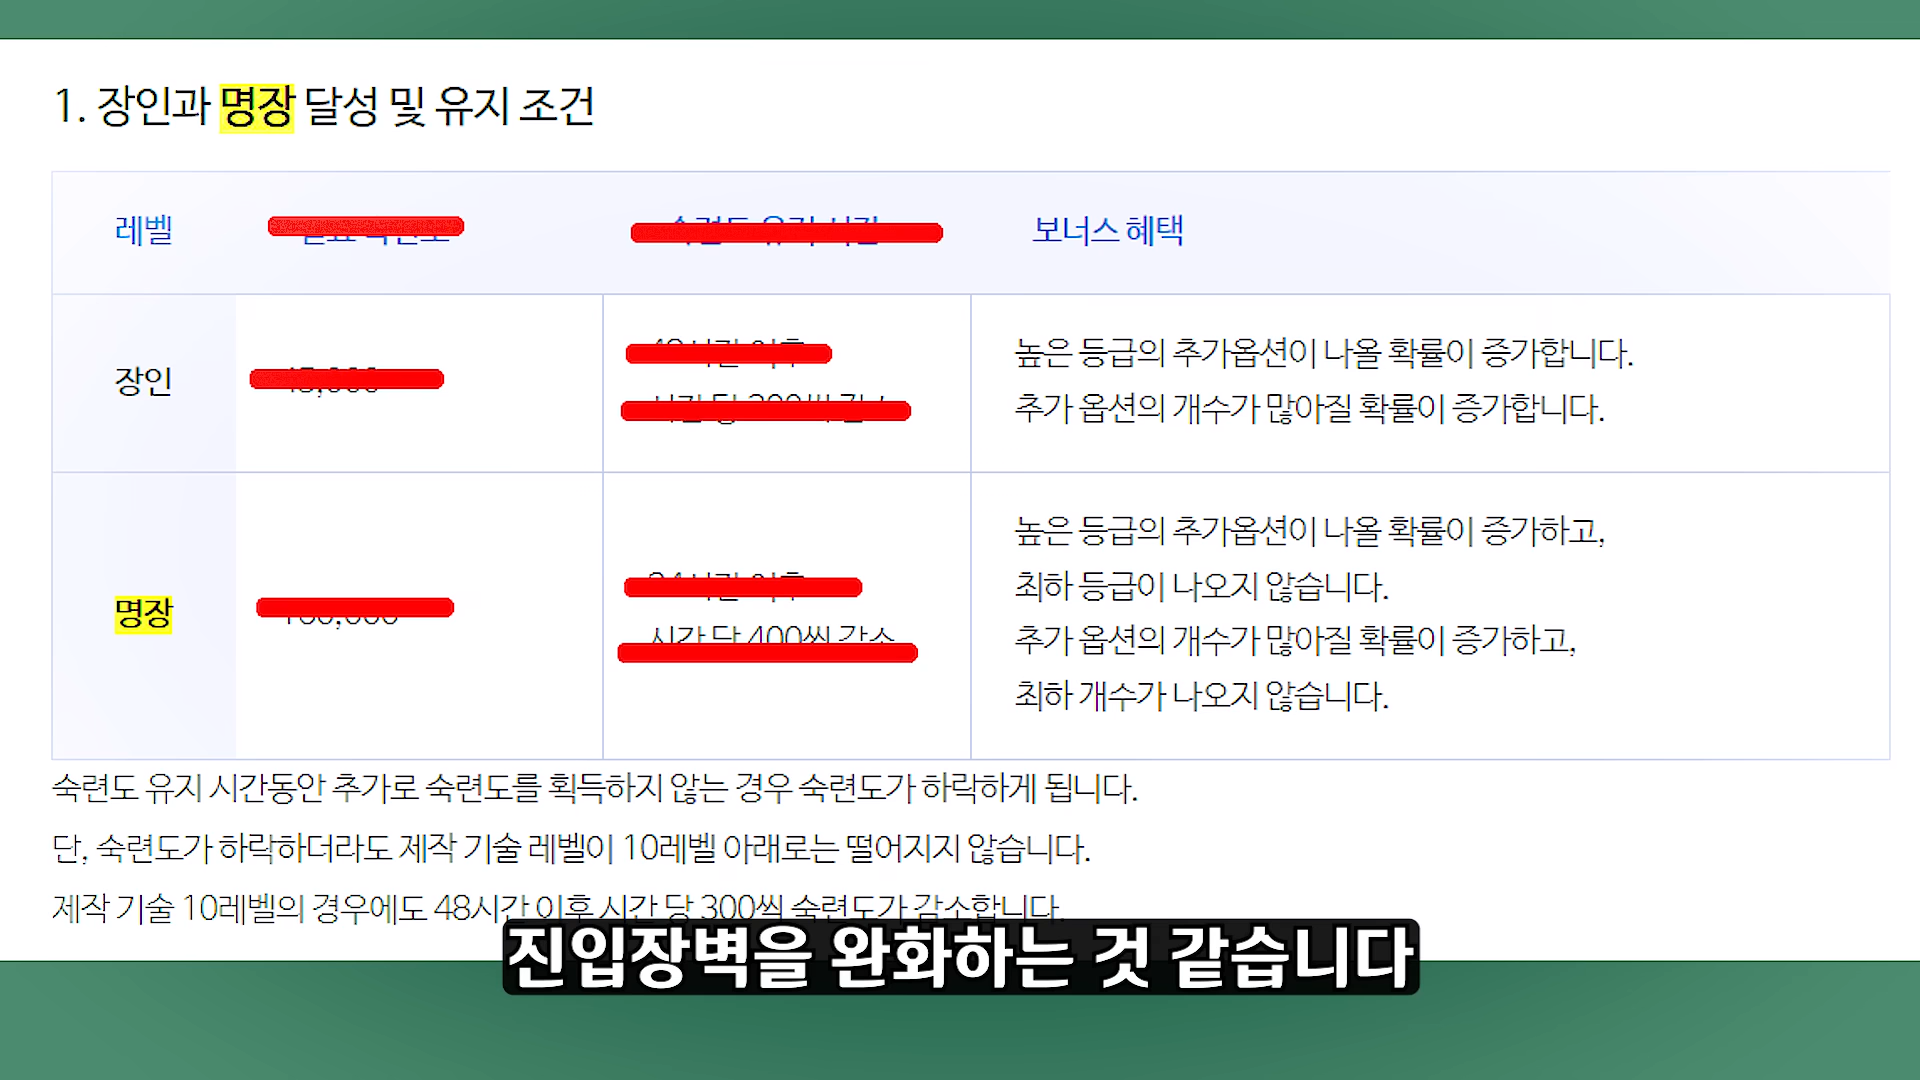 1. 장인과 명장 달성 및 유지 조건
레벨
보너스 혜택
장인
높은 등급의 추가옵션이 나올 확률이 증가합니다.
추가 옵션의 개수가 많아질 확률이 증가합니다.
명장
시간 당 400씩 감소
높은 등급의 추가옵션이 나올 확률이 증가하고,
최하 등급이 나오지 않습니다.
추가 옵션의 개수가 많아질 확률이 증가하고,
최하 개수가 나오지 않습니다.
숙련도 유지 시간동안 추가로 숙련도를 획득하지 않는 경우 숙련도가 하락하게 됩니다.
단, 숙련도가 하락하더라도 제작 기술 레벨이 10레벨 아래로는 떨어지지 않습니다.
제작 기술 10레벨의 경우에도 48시간 이후 시간 당 300씩 숙련도가 감소합니다.
진입장벽을 완화하는 것 같습니다